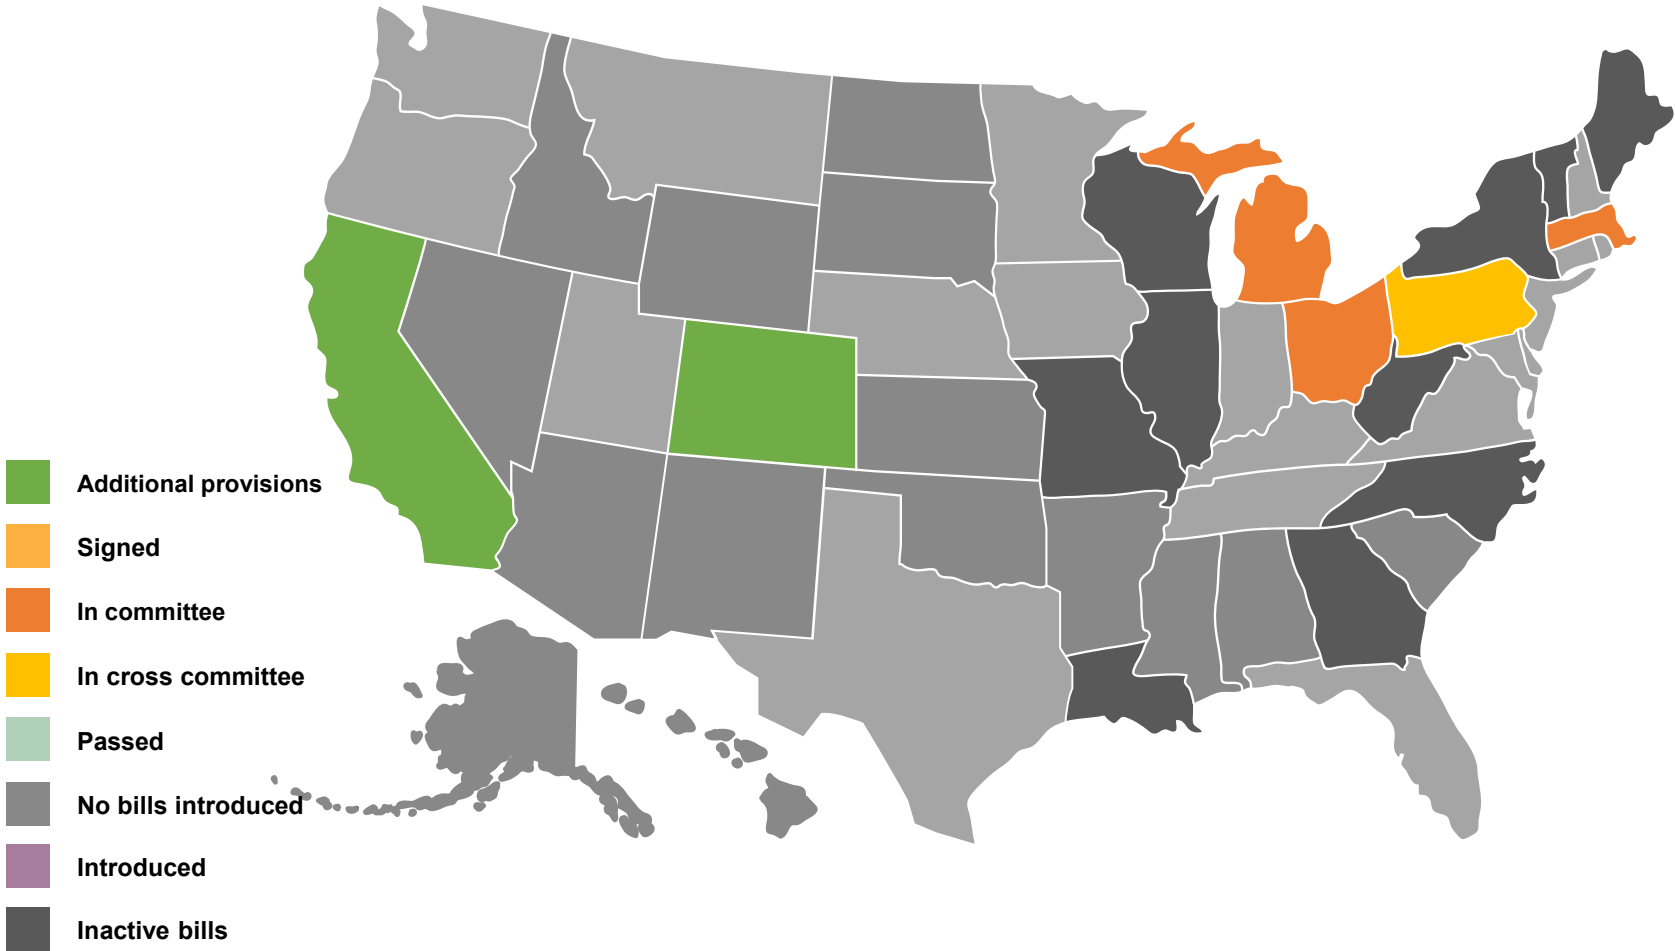 Additional provisions
Signed
In committee
In cross committee
Passed
No bills introduced
Introduced
Inactive bills